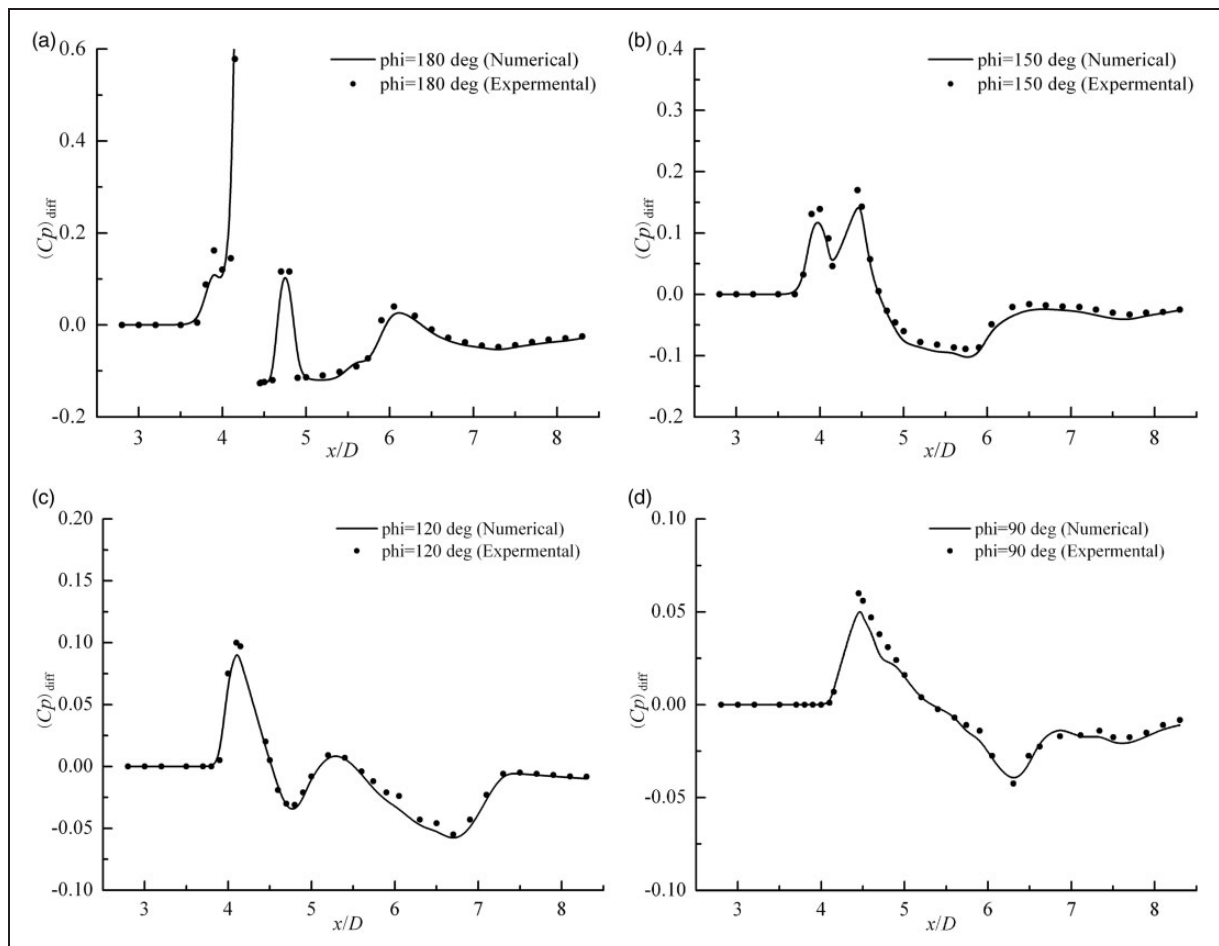 (a)
phi=180 deg (Numerical)
phi=180 deg (Expermental)
0.6
0.4
0.2
0.0
-0.2
(Cp) diff
3 4 5 6 7 8
x/D
(b)
phi=150 deg (Numerical)
phi=150 deg (Expermental)
0.4
0.3
0.2
0.1
0.0
-0.1
-0.2
(Cp) diff
3 4 5 6 7 8
x/D
(c)
phi=120 deg (Numerical)
phi=120 deg (Expermental)
0.20
0.15
0.10
0.05
0.00
-0.05
-0.10
(Cp) diff
3 4 5 6 7 8
x/D
(d)
phi=90 deg (Numerical)
phi=90 deg (Expermental)
0.10
0.05
0.00
-0.05
-0.10
(Cp) diff
3 4 5 6 7 8
x/D